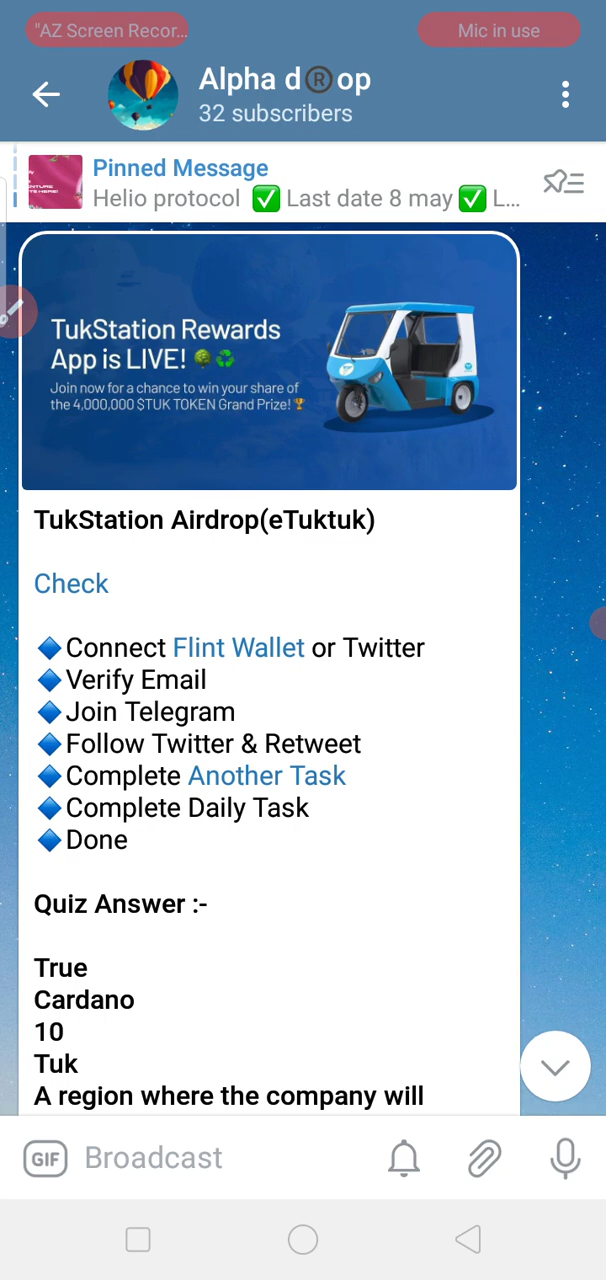 "AZ Screen Recor...
Mic in use
Alpha d®op
32 subscribers
Pinned Message
Helio protocol ✅ Last date 8 may ✅ L...
TukStation Rewards
App is LIVE! 🌳♻️
Join now for a chance to win your share of
the 4,000,000 $TUK TOKEN Grand Prize! 🏆
TukStation Airdrop(eTuktuk)
Check
🔷Connect Flint Wallet or Twitter
🔷Verify Email
🔷Join Telegram
🔷Follow Twitter & Retweet
🔷Complete Another Task
🔷Complete Daily Task
🔷Done
Quiz Answer :-
True
Cardano
10
Tuk
A region where the company will
GIF
Broadcast